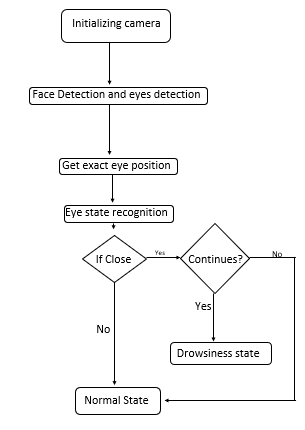 Initializing camera
Face Detection and eyes detection
Get exact eye position
Eye state recognition
If Close
Yes
Continues?
No
Yes
No
Drowsiness state
Normal State